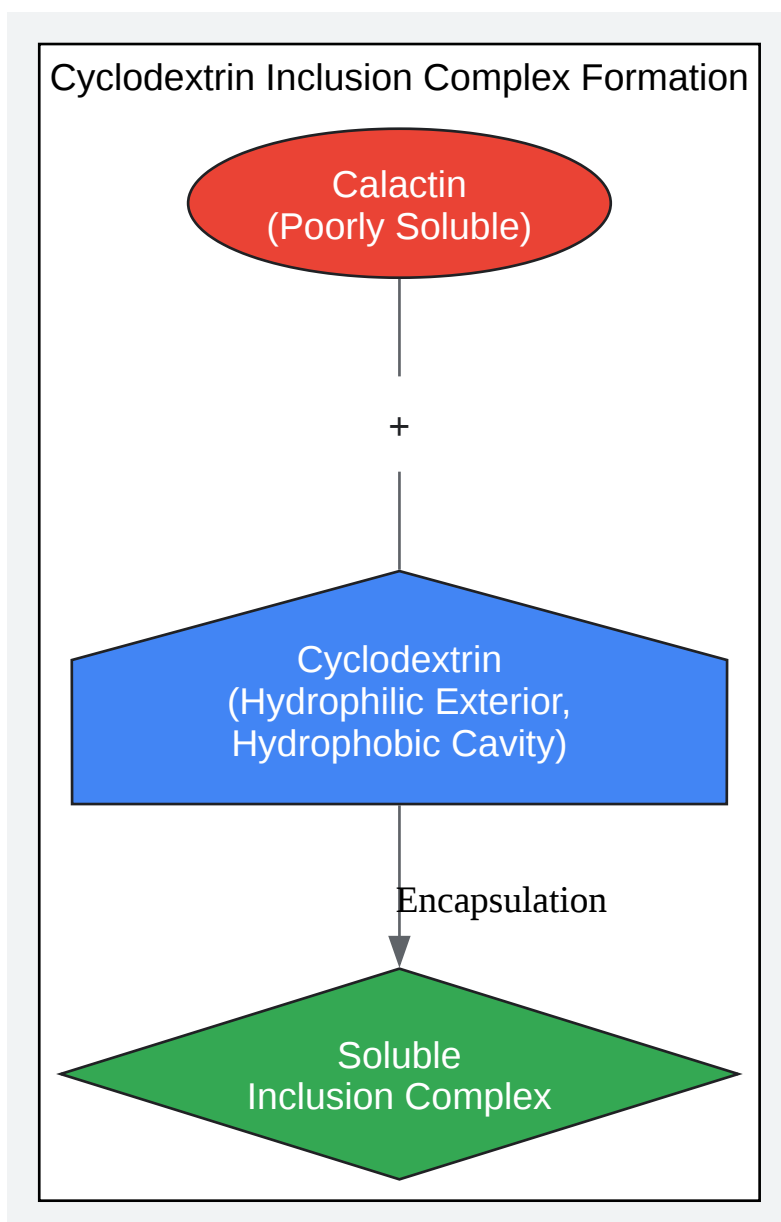 Cyclodextrin Inclusion Complex Formation
Calactin
(Poorly Soluble)
+
Cyclodextrin
(Hydrophilic Exterior,
Hydrophobic Cavity)
Encapsulation
Soluble
Inclusion Complex